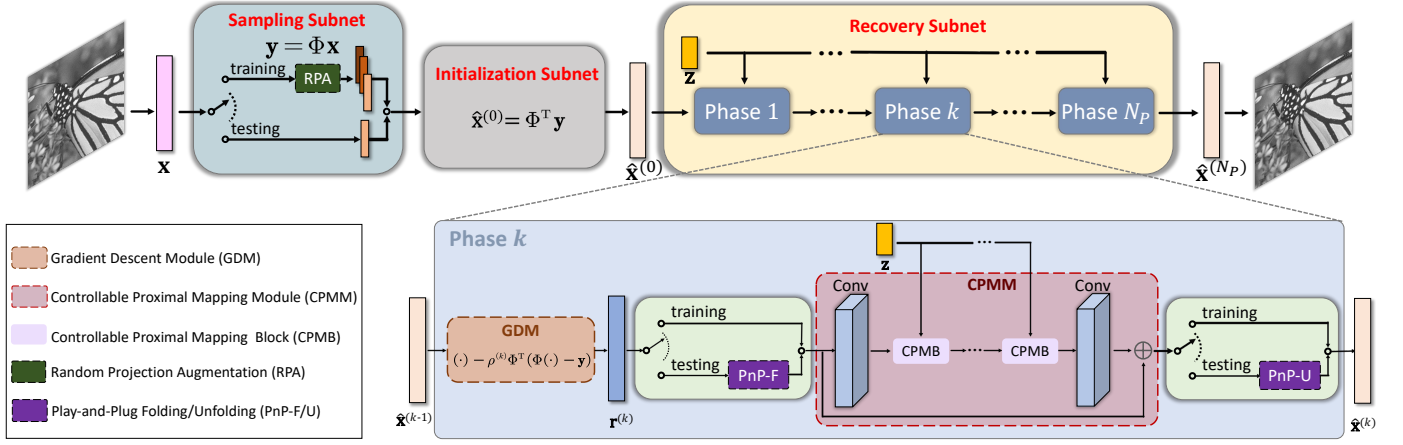 Sampling Subnet
𝐲 = Φ𝐱
training
RPA
testing
𝐱
Initialization Subnet
𝐱̂⁽⁰⁾ = Φᵀ𝐲
𝐱̂⁽⁰⁾
Recovery Subnet
𝐳
Phase 1
Phase k
Phase N_P
𝐱̂^(N_P)
Gradient Descent Module (GDM)
Controllable Proximal Mapping Module (CPMM)
Controllable Proximal Mapping Block (CPMB)
Random Projection Augmentation (RPA)
Play-and-Plug Folding/Unfolding (PnP-F/U)
Phase k
𝐱̂^(k-1)
GDM
(·) − ρ^(k)Φᵀ(Φ(·) − 𝐲)
𝐫^(k)
training
testing
PnP-F
𝐳
CPMM
Conv
CPMB
CPMB
Conv
training
testing
PnP-U
𝐱̂^(k)